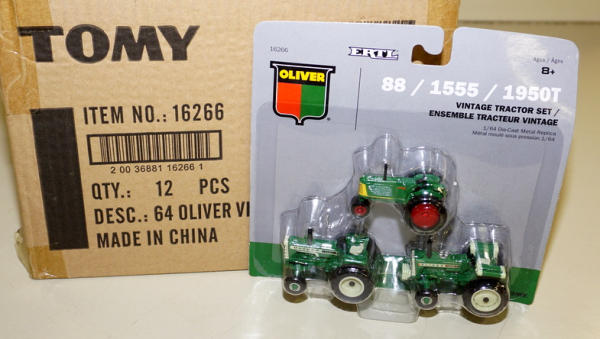 TOMY
ITEM NO.: 16266
2 00 36881 16266 1
QTY.: 12 PCS
DESC.: 64 OLIVER VI
MADE IN CHINA
16266
ERTL
Age / Ages
8+
OLIVER
88 / 1555 / 1950T
VINTAGE TRACTOR SET /
ENSEMBLE TRACTEUR VINTAGE
1/64 Die-Cast Metal Replica
Métal moulé sous pression 1/64
ERTL